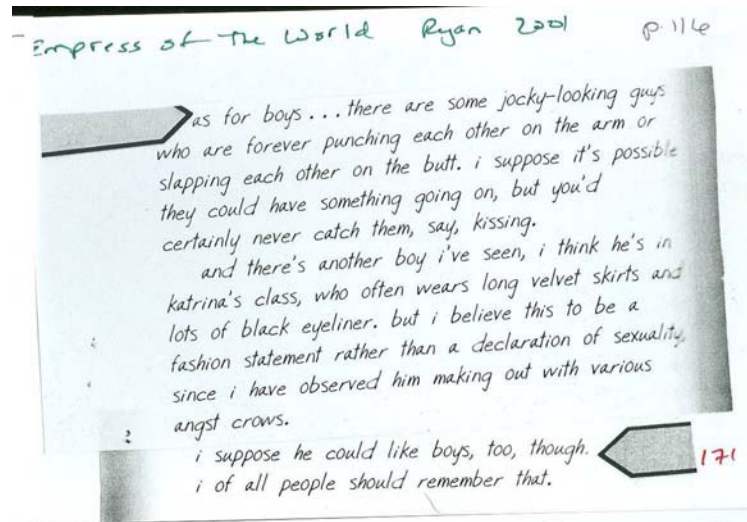 Empress of The World Ryan 2001 p.116
as for boys...there are some jocky-looking guys
who are forever punching each other on the arm or
slapping each other on the butt. i suppose it's possible
they could have something going on, but you'd
certainly never catch them, say, kissing.
and there's another boy i've seen, i think he's in
katrina's class, who often wears long velvet skirts and
lots of black eyeliner. but i believe this to be a
fashion statement rather than a declaration of sexuality,
since i have observed him making out with various
angst crows.
i suppose he could like boys, too, though.
171
i of all people should remember that.